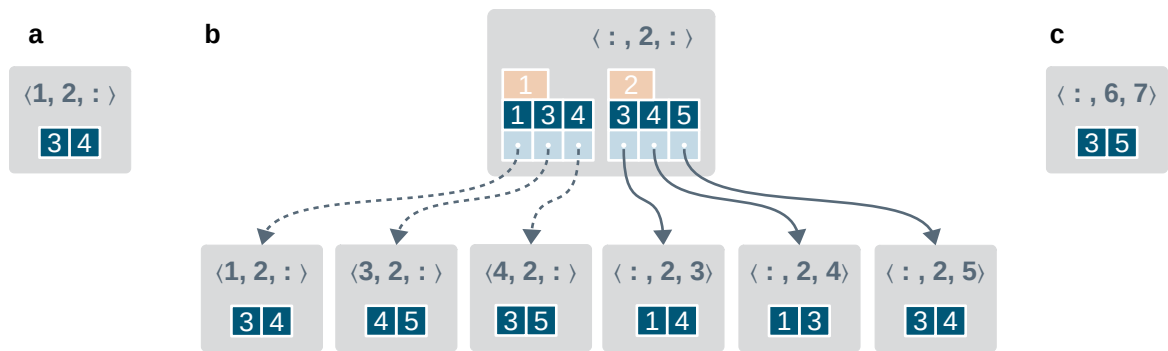 a
⟨1, 2, : ⟩
3 4
b
⟨ : , 2, : ⟩
1 2
1 3 4 3 4 5
⟨1, 2, : ⟩
3 4
⟨3, 2, : ⟩
4 5
⟨4, 2, : ⟩
3 5
⟨ : , 2, 3⟩
1 4
⟨ : , 2, 4⟩
1 3
⟨ : , 2, 5⟩
3 4
c
⟨ : , 6, 7⟩
3 5